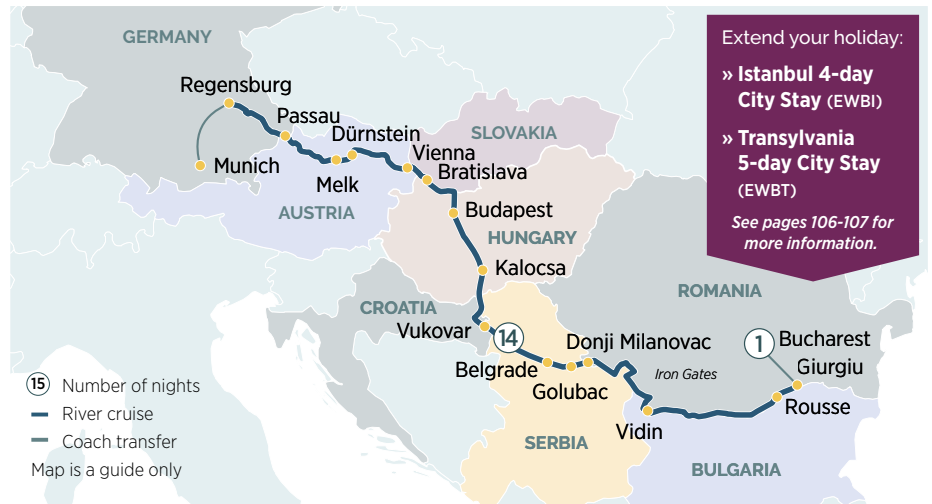 GERMANY
Regensburg
Passau
Dürnstein
Munich
Melk
Vienna
Bratislava
SLOVAKIA
AUSTRIA
Budapest
HUNGARY
Kalocsa
CROATIA
Vukovar
14
ROMANIA
Belgrade
Golubac
Donji Milanovac
Iron Gates
1
Bucharest
Giurgiu
Rousse
Vidin
SERBIA
BULGARIA
Extend your holiday:
» Istanbul 4-day
City Stay (EWBI)
» Transylvania
5-day City Stay
(EWBT)
See pages 106-107 for
more information.
15 Number of nights
River cruise
Coach transfer
Map is a guide only